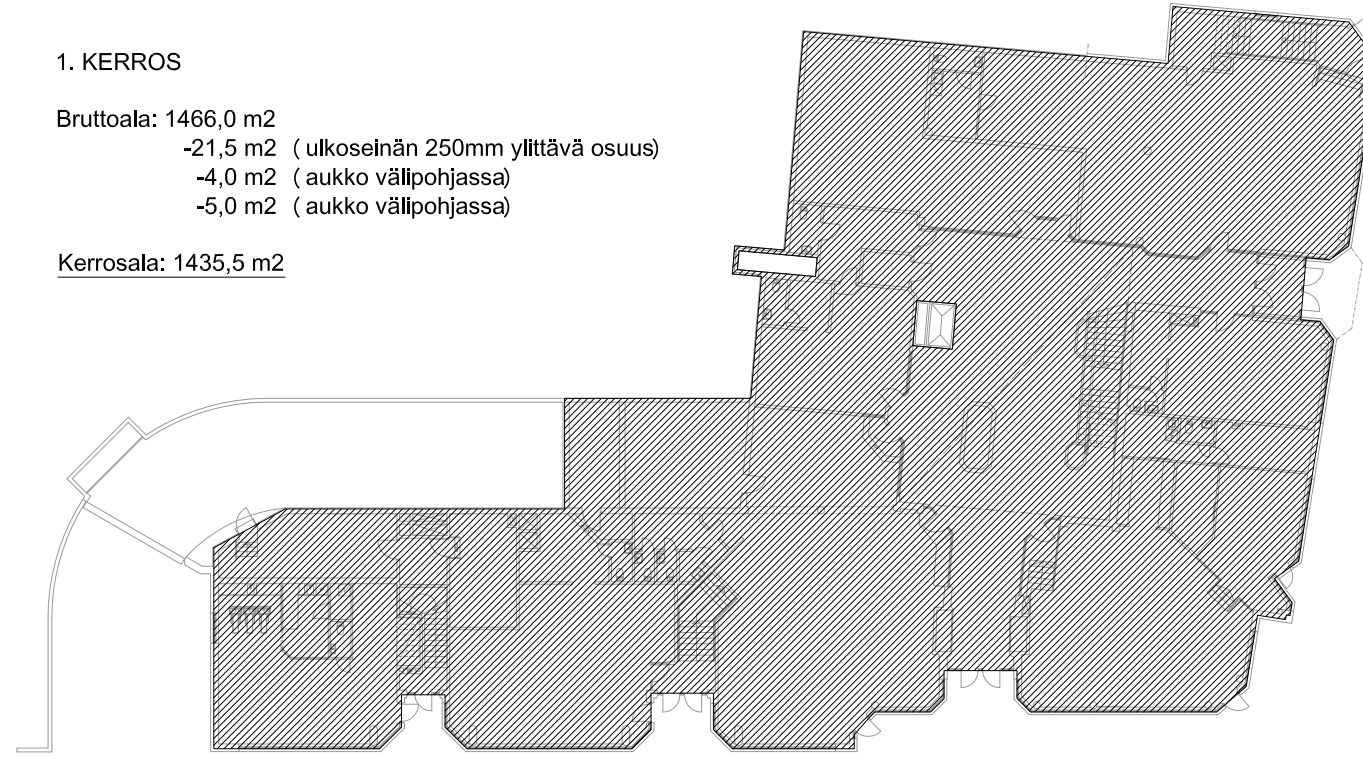 1. KERROS
Bruttoala: 1466,0 m2
-21,5 m2 ( ulkoseinän 250mm ylittävä osuus)
-4,0 m2 ( aukko välipohjassa)
-5,0 m2 ( aukko välipohjassa)
Kerrosala: 1435,5 m2